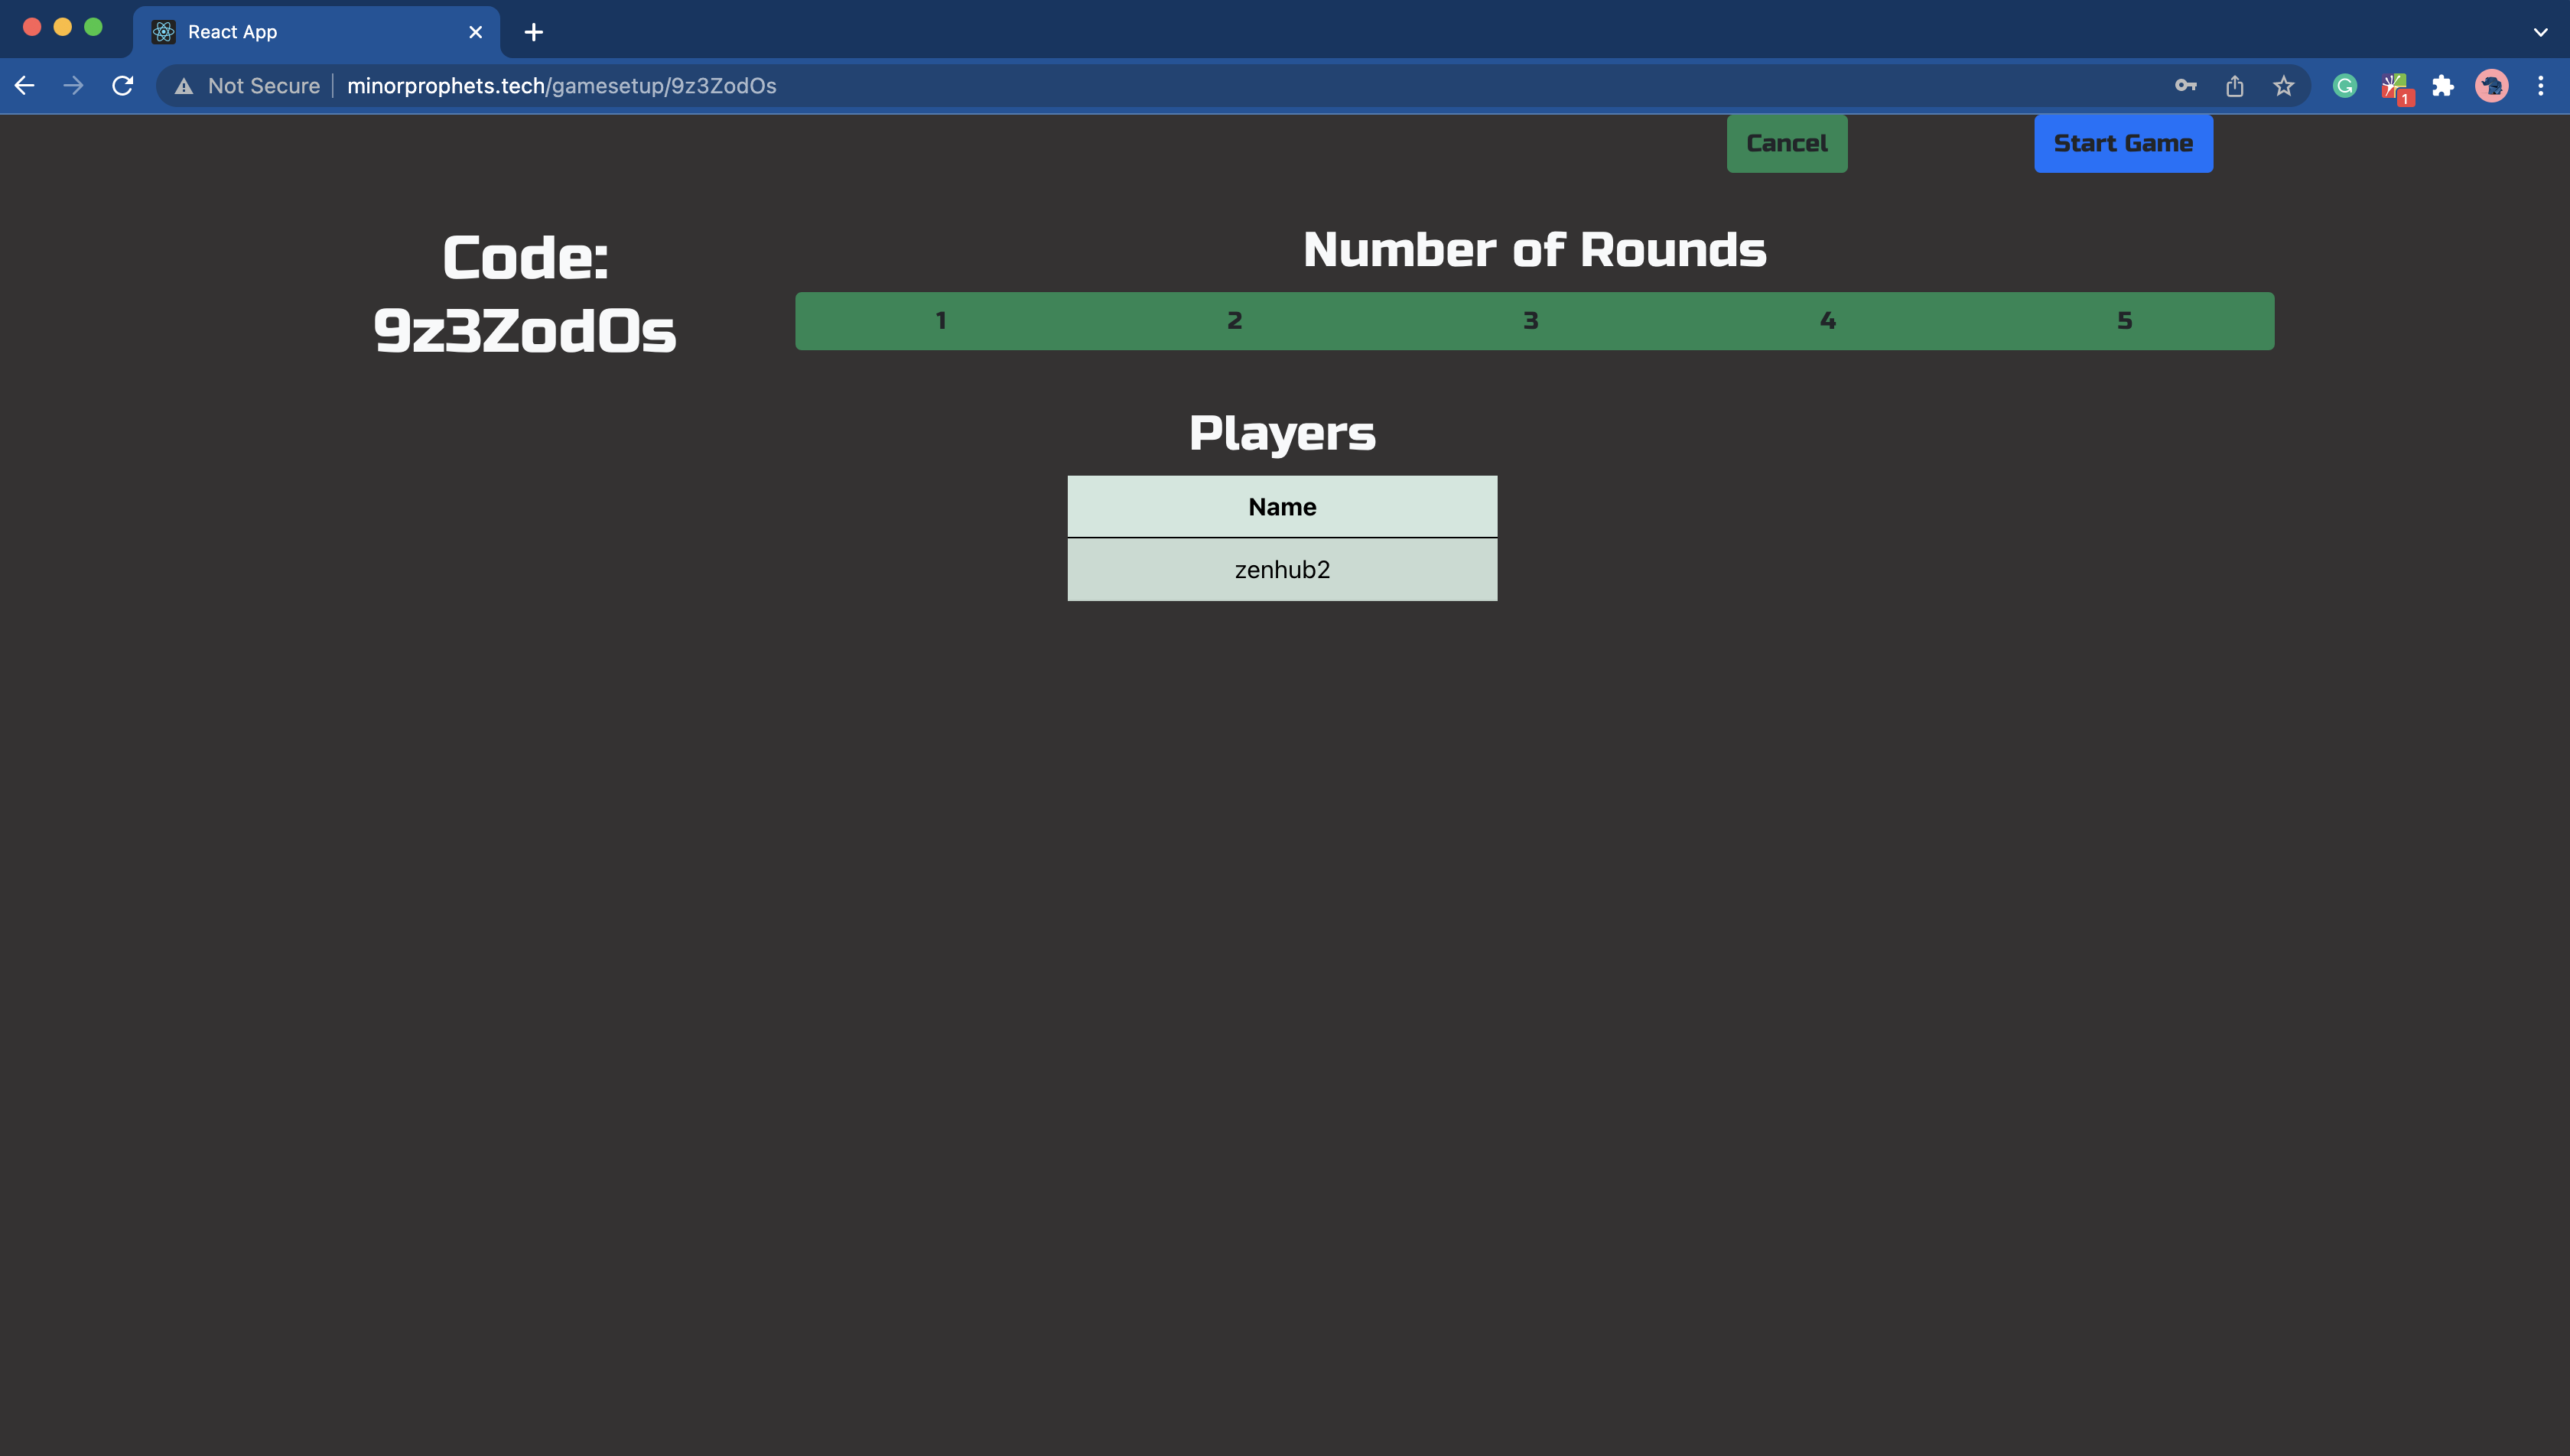 React App
Not Secure minorprophets.tech/gamesetup/9z3ZodOs
1
Cancel Start Game
Code:
9z3ZodOs
Number of Rounds
1 2 3 4 5
Players
Name
zenhub2